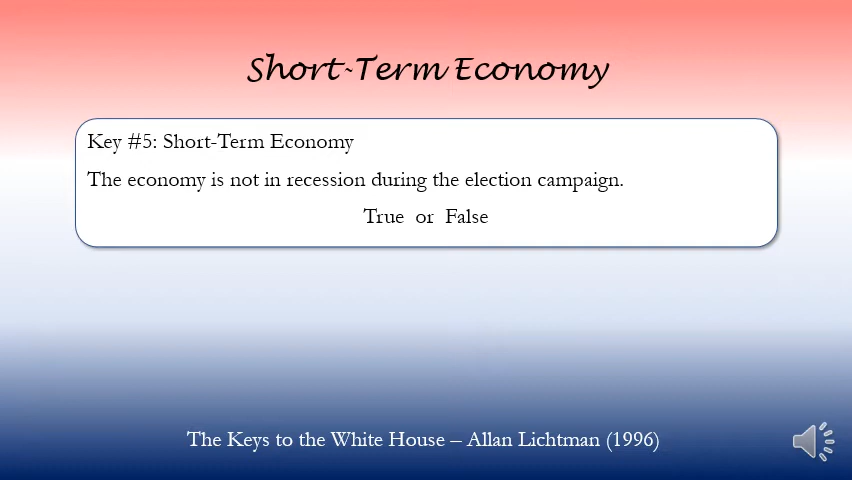 Short-Term Economy
Key #5: Short-Term Economy
The economy is not in recession during the election campaign.
True or False
The Keys to the White House – Allan Lichtman (1996)